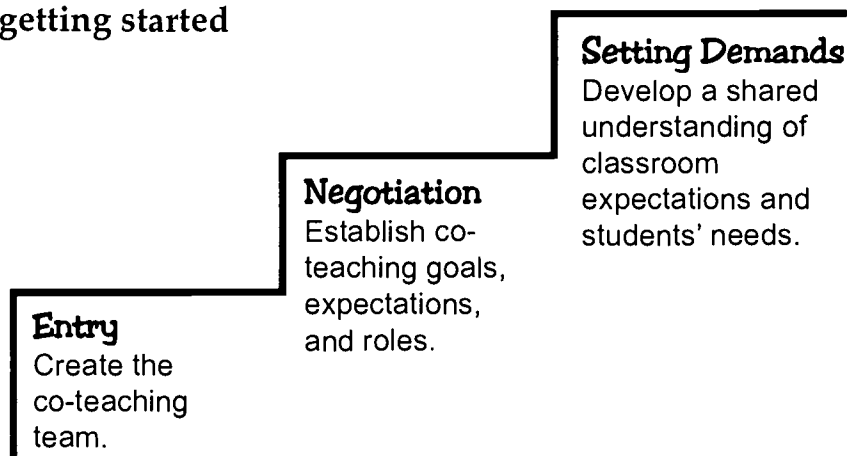 getting started
Setting Demands
Develop a shared
understanding of
classroom
expectations and
students' needs.
Negotiation
Establish co-
teaching goals,
expectations,
and roles.
Entry
Create the
co-teaching
team.